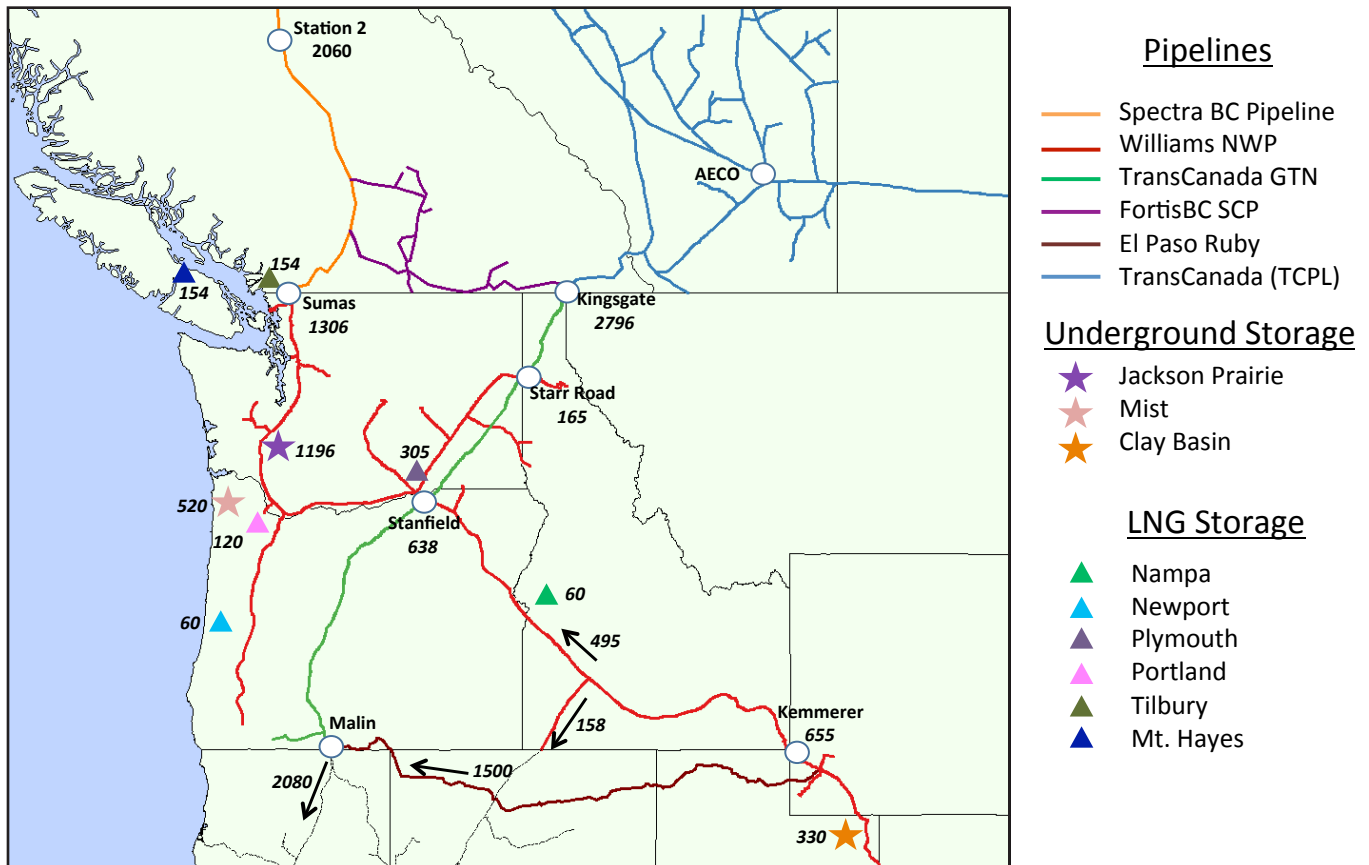 Station 2
2060
AECO
154
154
Sumas
1306
Kingsgate
2796
Starr Road
165
1196
305
520
120
Stanfield
638
60
60
495
158
Kemmerer
655
Malin
2080
1500
330
Pipelines
Spectra BC Pipeline
Williams NWP
TransCanada GTN
FortisBC SCP
El Paso Ruby
TransCanada (TCPL)
Underground Storage
Jackson Prairie
Mist
Clay Basin
LNG Storage
Nampa
Newport
Plymouth
Portland
Tilbury
Mt. Hayes